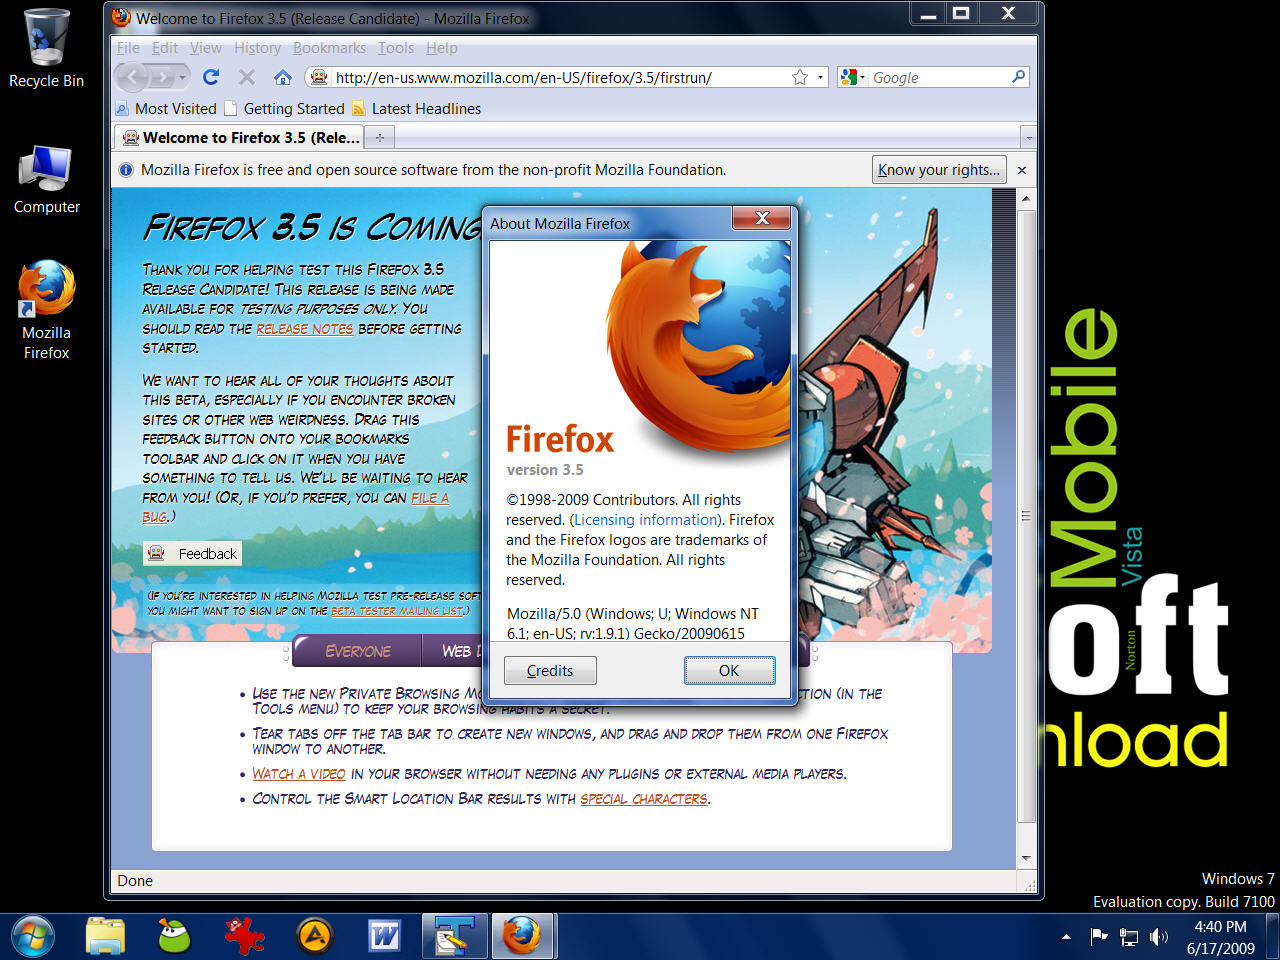 Recycle Bin
Computer
Mozilla
Firefox
Welcome to Firefox 3.5 (Release Candidate) - Mozilla Firefox
File Edit View History Bookmarks Tools Help
http://en-us.www.mozilla.com/en-US/firefox/3.5/firstrun/
Google
Most Visited Getting Started Latest Headlines
Welcome to Firefox 3.5 (Rele...
Mozilla Firefox is free and open source software from the non-profit Mozilla Foundation.
Know your rights...
Firefox 3.5 is Coming
Thank you for helping test this Firefox 3.5
Release Candidate! This release is being made
available for testing purposes only. You
should read the release notes before getting
started.
We want to hear all of your thoughts about
this beta, especially if you encounter broken
sites or other web weirdness. Drag this
feedback button onto your bookmarks
toolbar and click on it when you have
something to tell us. We'll be waiting to hear
from you! (Or, if you'd prefer, you can file a
bug.)
Feedback
(If you're interested in helping Mozilla test pre-release sof
you might want to sign up on the beta tester mailing list.)
Everyone
Web D
Use the new Private Browsing Mo
ction (in the
Tools menu) to keep your browsing habits a secret.
Tear tabs off the tab bar to create new windows, and drag and drop them from one Firefox
window to another.
Watch a video in your browser without needing any plugins or external media players.
Control the Smart Location Bar results with special characters.
Done
About Mozilla Firefox
Firefox
version 3.5
©1998-2009 Contributors. All rights
reserved. (Licensing information). Firefox
and the Firefox logos are trademarks of
the Mozilla Foundation. All rights
reserved.
Mozilla/5.0 (Windows; U; Windows NT
6.1; en-US; rv:1.9.1) Gecko/20090615
Credits
OK
Mobile
Vista
oft
Norton
nload
Windows 7
Evaluation copy. Build 7100
4:40 PM
6/17/2009